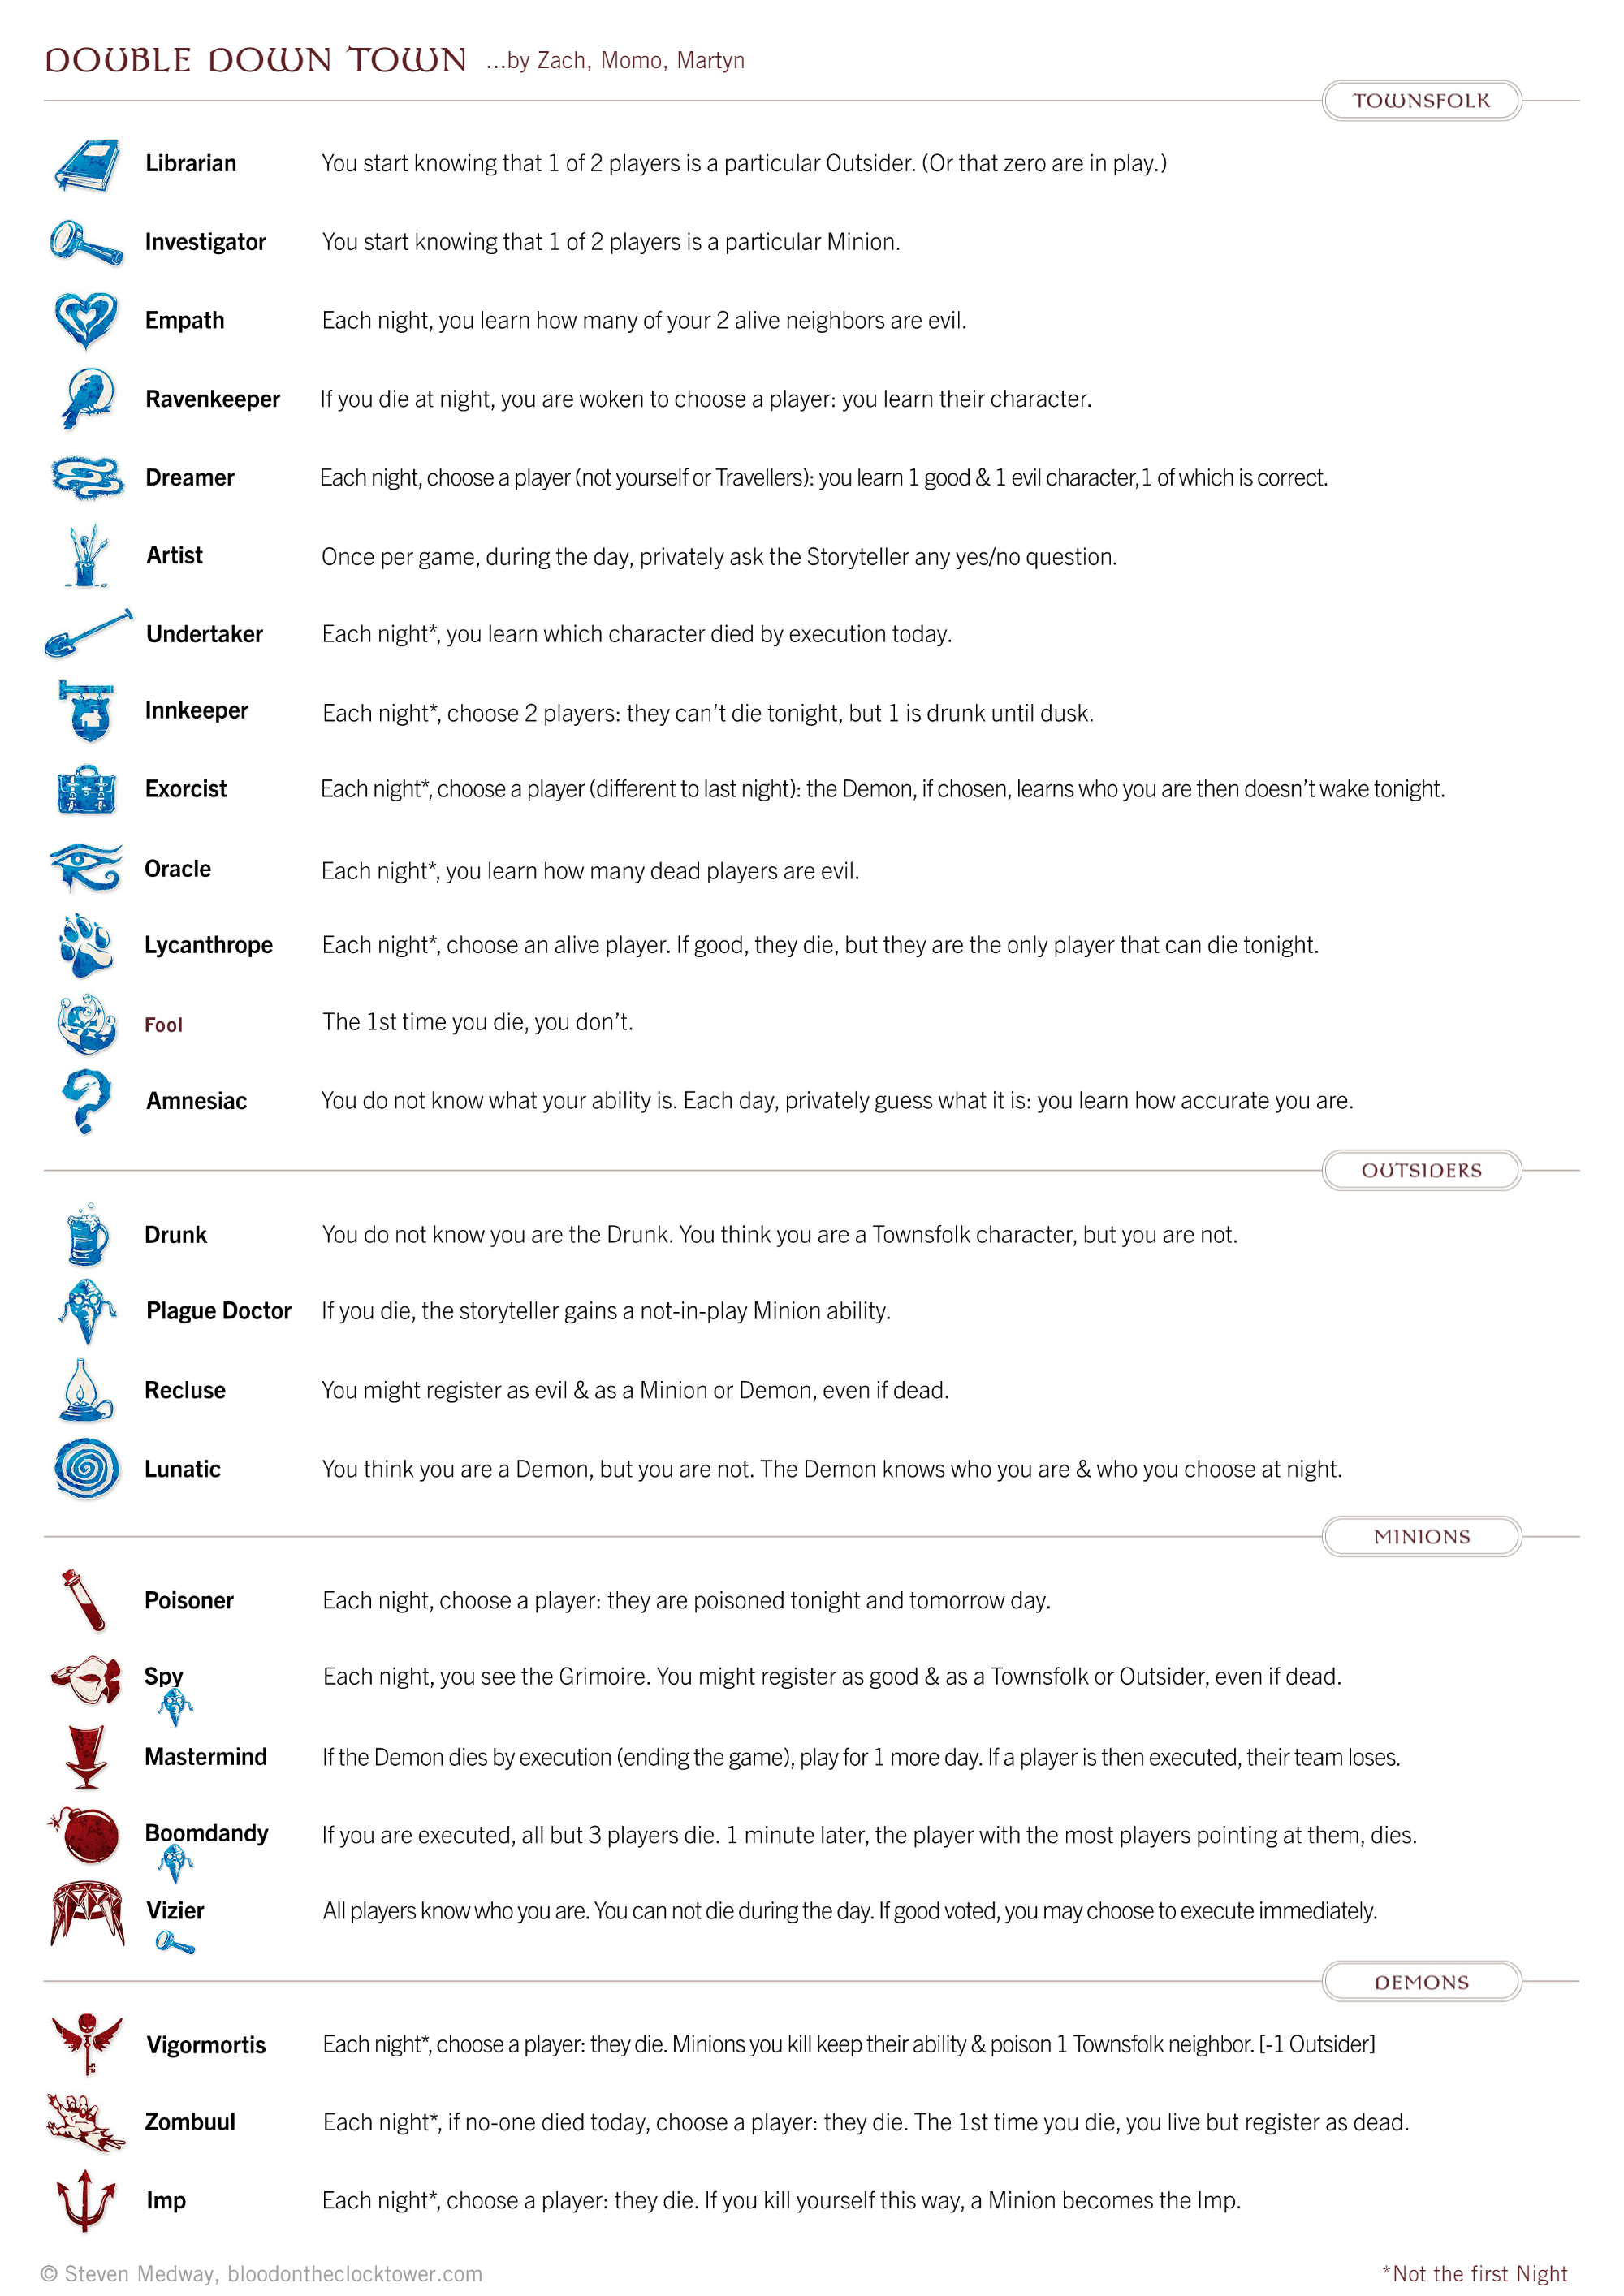 DOUBLE DOWN TOWN ...by Zach, Momo, Martyn
TOWNSFOLK
Librarian You start knowing that 1 of 2 players is a particular Outsider. (Or that zero are in play.)
Investigator You start knowing that 1 of 2 players is a particular Minion.
Empath Each night, you learn how many of your 2 alive neighbors are evil.
Ravenkeeper If you die at night, you are woken to choose a player: you learn their character.
Dreamer Each night, choose a player (not yourself or Travellers): you learn 1 good & 1 evil character,1 of which is correct.
Artist Once per game, during the day, privately ask the Storyteller any yes/no question.
Undertaker Each night*, you learn which character died by execution today.
Innkeeper Each night*, choose 2 players: they can't die tonight, but 1 is drunk until dusk.
Exorcist Each night*, choose a player (different to last night): the Demon, if chosen, learns who you are then doesn't wake tonight.
Oracle Each night*, you learn how many dead players are evil.
Lycanthrope Each night*, choose an alive player. If good, they die, but they are the only player that can die tonight.
Fool The 1st time you die, you don't.
Amnesiac You do not know what your ability is. Each day, privately guess what it is: you learn how accurate you are.
OUTSIDERS
Drunk You do not know you are the Drunk. You think you are a Townsfolk character, but you are not.
Plague Doctor If you die, the storyteller gains a not-in-play Minion ability.
Recluse You might register as evil & as a Minion or Demon, even if dead.
Lunatic You think you are a Demon, but you are not. The Demon knows who you are & who you choose at night.
MINIONS
Poisoner Each night, choose a player: they are poisoned tonight and tomorrow day.
Spy Each night, you see the Grimoire. You might register as good & as a Townsfolk or Outsider, even if dead.
Mastermind If the Demon dies by execution (ending the game), play for 1 more day. If a player is then executed, their team loses.
Boomdandy If you are executed, all but 3 players die. 1 minute later, the player with the most players pointing at them, dies.
Vizier All players know who you are. You can not die during the day. If good voted, you may choose to execute immediately.
DEMONS
Vigormortis Each night*, choose a player: they die. Minions you kill keep their ability & poison 1 Townsfolk neighbor. [-1 Outsider]
Zombuul Each night*, if no-one died today, choose a player: they die. The 1st time you die, you live but register as dead.
Imp Each night*, choose a player: they die. If you kill yourself this way, a Minion becomes the Imp.
© Steven Medway, bloodontheclocktower.com *Not the first Night